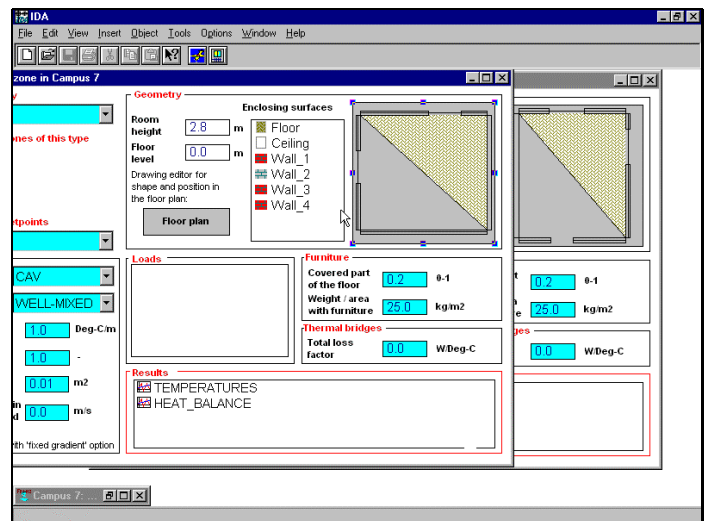 IDA
File Edit View Insert Object Tools Options Window Help
zone in Campus 7
y
ones of this type
etpoints
CAV
WELL-MIXED
1.0 Deg-C/m
1.0 -
0.01 m2
in
d 0.0 m/s
with 'fixed gradient' option
Geometry
Room
height 2.8 m
Floor
level 0.0 m
Drawing editor for
shape and position in
the floor plan:
Floor plan
Enclosing surfaces
Floor
Ceiling
Wall_1
Wall_2
Wall_3
Wall_4
Loads
Furniture
Covered part
of the floor 0.2 0-1
Weight / area
with furniture 25.0 kg/m2
Thermal bridges
Total loss
factor 0.0 W/Deg-C
Results
TEMPERATURES
HEAT_BALANCE
t 0.2 0-1
a
e 25.0 kg/m2
ges
0.0 W/Deg-C
Campus 7: ...